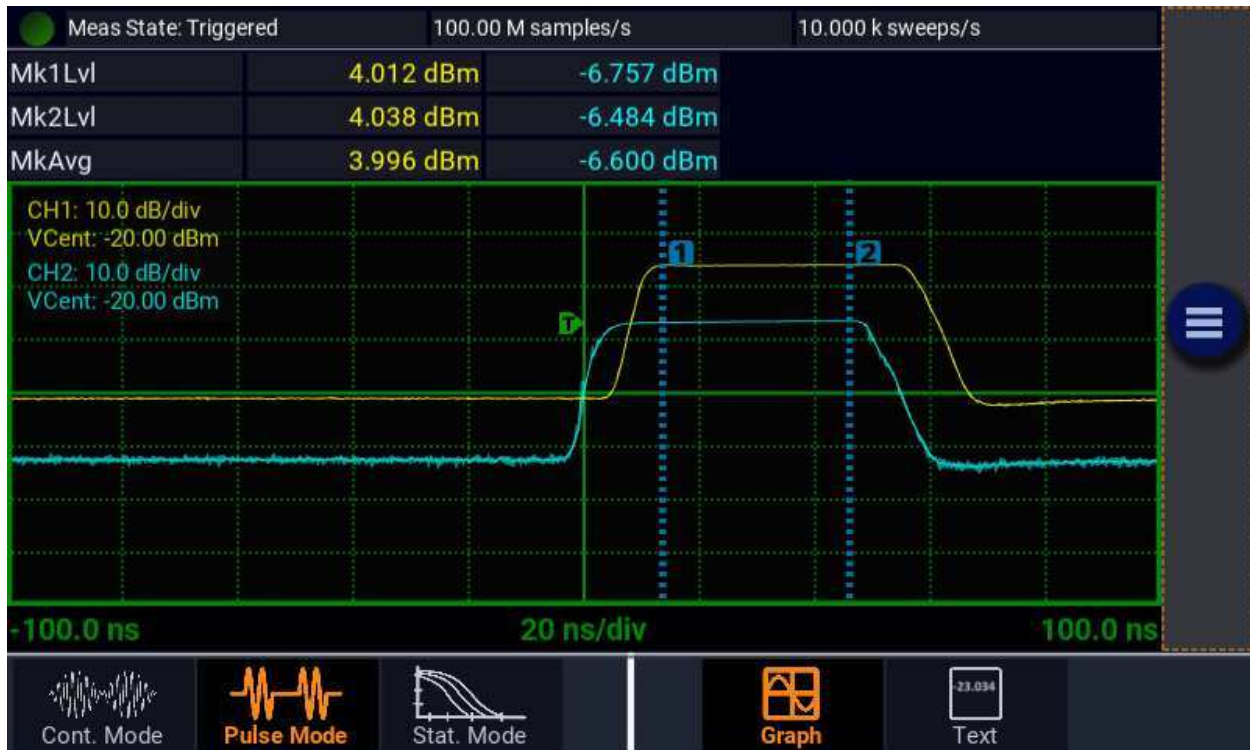 Meas State: Triggered 100.00 M samples/s 10.000 k sweeps/s
Mk1Lvl 4.012 dBm -6.757 dBm
Mk2Lvl 4.038 dBm -6.484 dBm
MkAvg 3.996 dBm -6.600 dBm
CH1: 10.0 dB/div
VCent: -20.00 dBm
CH2: 10.0 dB/div
VCent: -20.00 dBm
1 2
T
-100.0 ns 20 ns/div 100.0 ns
-23.034
Cont. Mode Pulse Mode Stat. Mode Graph Text